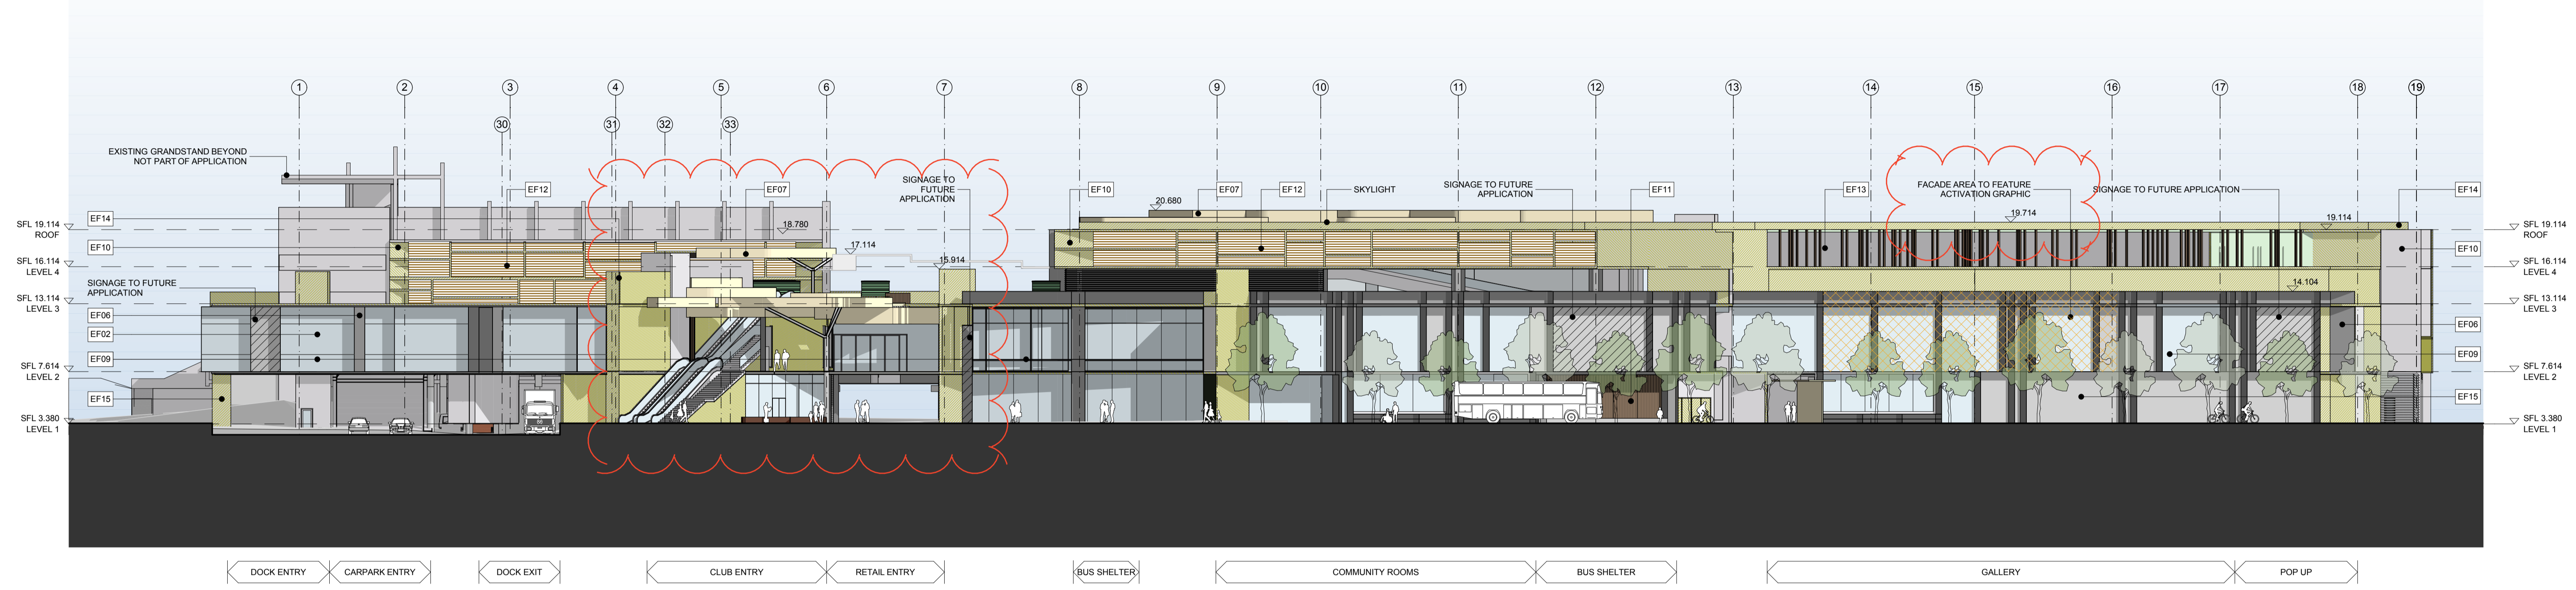 1
2
3
4
5
6
7
8
9
10
11
12
13
14
15
16
17
18
19
30
31
32
33
EXISTING GRANDSTAND BEYOND
NOT PART OF APPLICATION
EF12
EF07
SIGNAGE TO
FUTURE
APPLICATION
EF10
EF07
EF12
SKYLIGHT
SIGNAGE TO FUTURE
APPLICATION
EF11
EF13
FACADE AREA TO FEATURE
ACTIVATION GRAPHIC
SIGNAGE TO FUTURE APPLICATION
EF14
EF14
SFL 19.114
ROOF
18.780
20.680
19.714
19.114
SFL 19.114
ROOF
EF10
17.114
EF10
SFL 16.114
LEVEL 4
15.914
SFL 16.114
LEVEL 4
SIGNAGE TO FUTURE
APPLICATION
14.104
SFL 13.114
LEVEL 3
SFL 13.114
LEVEL 3
EF06
EF06
EF02
EF09
EF09
SFL 7.614
LEVEL 2
SFL 7.614
LEVEL 2
EF15
EF15
SFL 3.380
LEVEL 1
SFL 3.380
LEVEL 1
DOCK ENTRY
CARPARK ENTRY
DOCK EXIT
CLUB ENTRY
RETAIL ENTRY
BUS SHELTER
COMMUNITY ROOMS
BUS SHELTER
GALLERY
POP UP